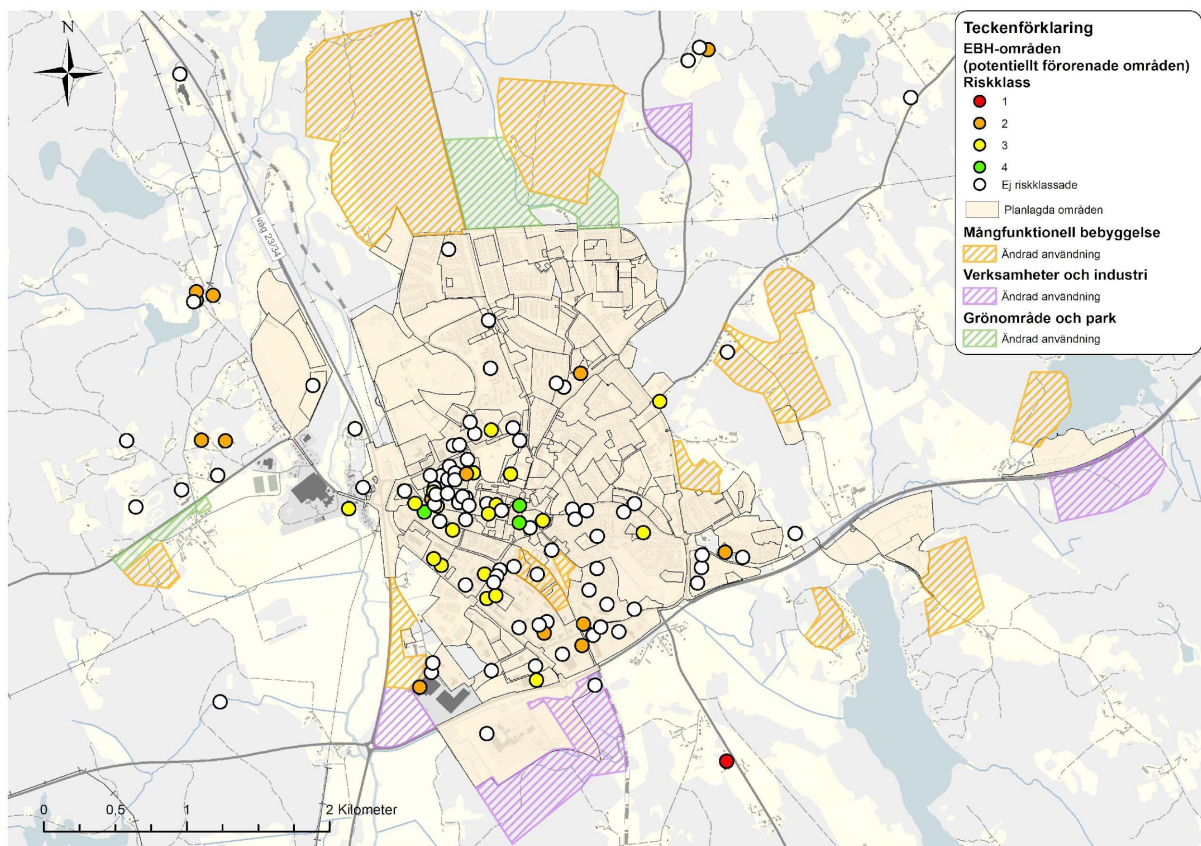 N
Teckenförklaring
EBH-områden
(potentiellt förorenade områden)
Riskklass
1
2
3
4
Ej riskklassade
Planlagda områden
Mångfunktionell bebyggelse
Ändrad användning
Verksamheter och industri
Ändrad användning
Grönområde och park
Ändrad användning
väg 23/34
0 0,5 1 2 Kilometer